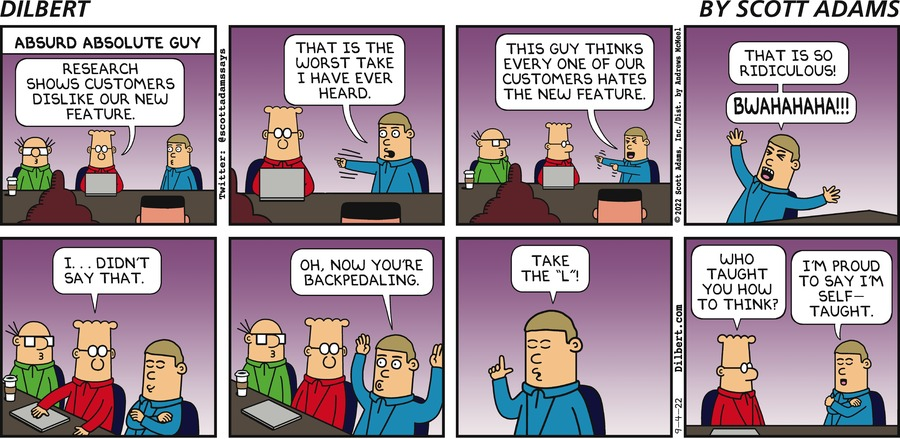 DILBERT
BY SCOTT ADAMS
ABSURD ABSOLUTE GUY
RESEARCH
SHOWS CUSTOMERS
DISLIKE OUR NEW
FEATURE.
Twitter: @scottadamssays
THAT IS THE
WORST TAKE
I HAVE EVER
HEARD.
THIS GUY THINKS
EVERY ONE OF OUR
CUSTOMERS HATES
THE NEW FEATURE.
© 2022 Scott Adams, Inc./Dist. by Andrews McMeel
THAT IS SO
RIDICULOUS!
BWAHAHAHA!!!
I. . . DIDN'T
SAY THAT.
OH, NOW YOU'RE
BACKPEDALING.
TAKE
THE "L"!
9-4-22 Dilbert.com
WHO
TAUGHT
YOU HOW
TO THINK?
I'M PROUD
TO SAY I'M
SELF-
TAUGHT.